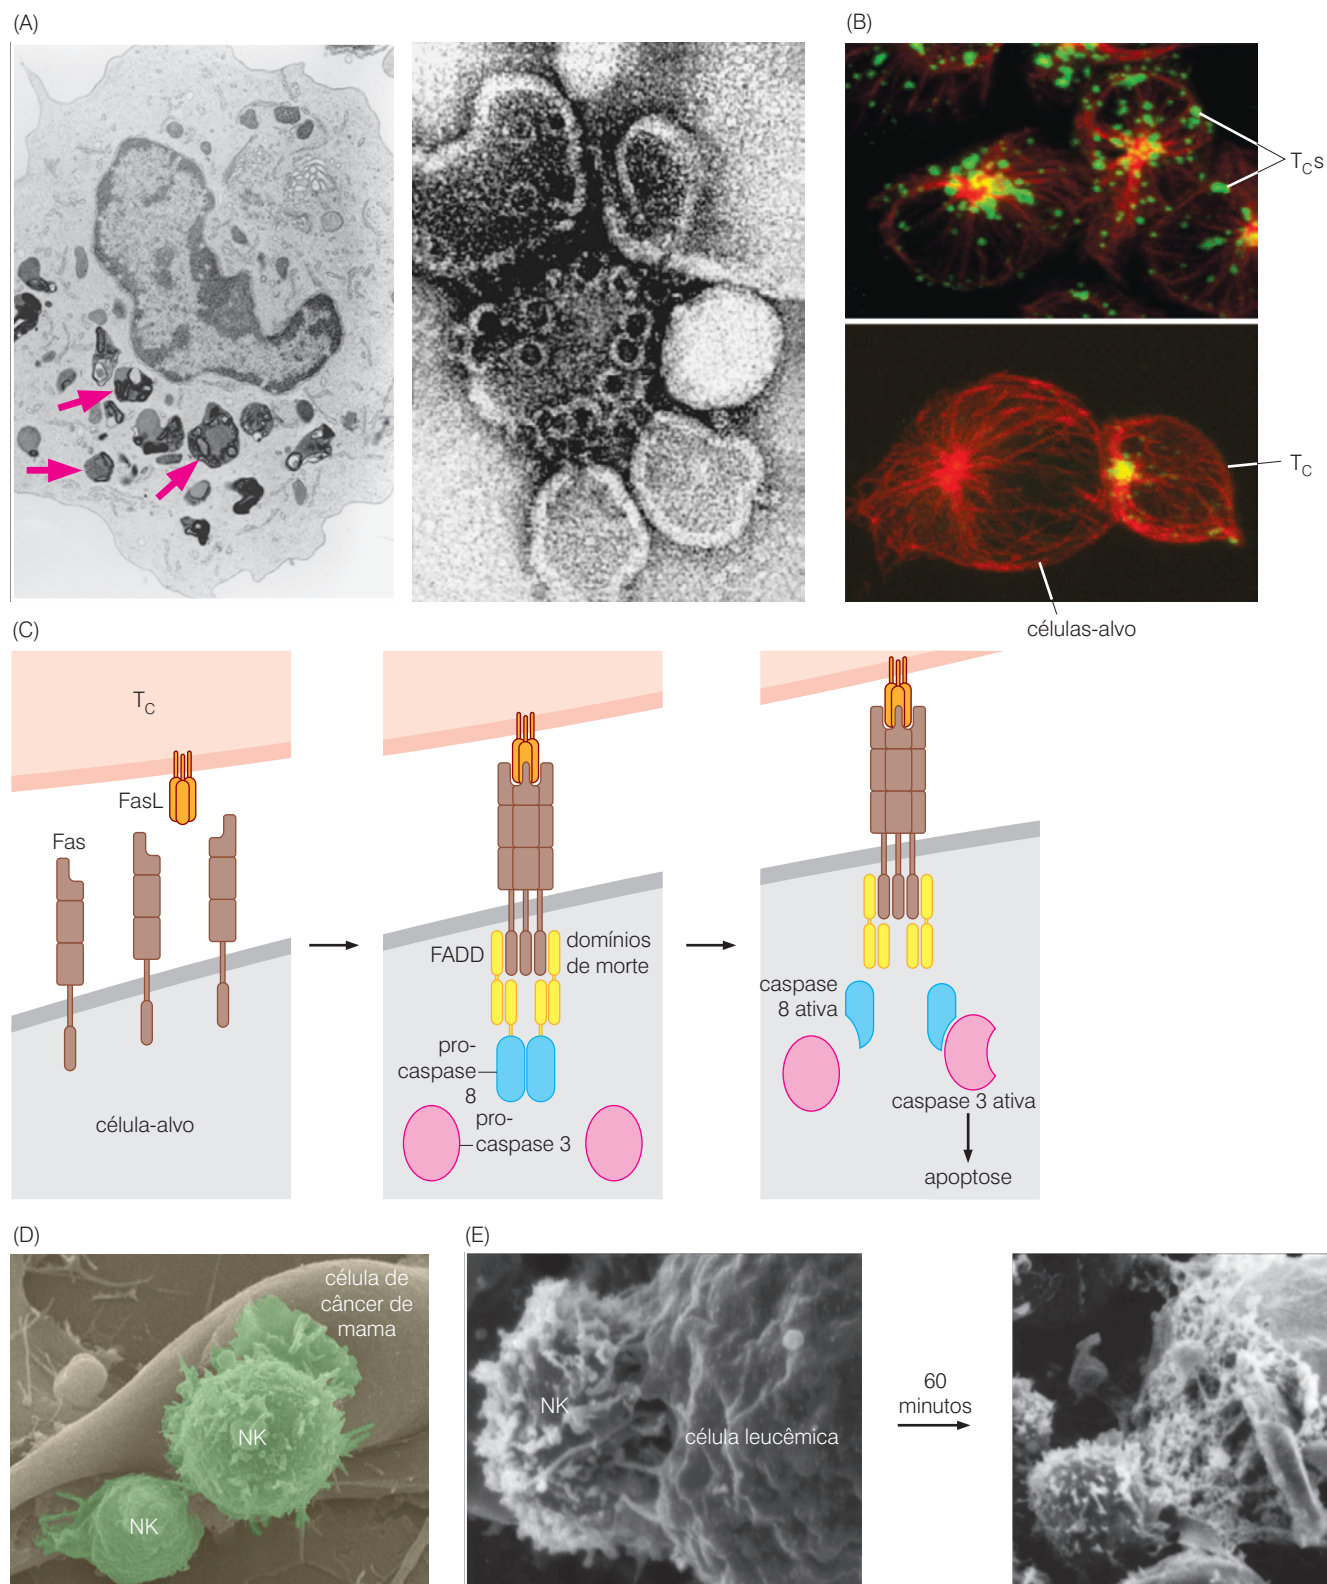 (A)
(B)
TCs
TC
células-alvo
(C)
TC
FasL
Fas
célula-alvo
FADD
domínios
de morte
pro-
caspase
8
pro-
caspase 3
caspase
8 ativa
caspase 3 ativa
apoptose
(D)
célula de
câncer de
mama
NK
NK
(E)
NK
célula leucêmica
60
minutos